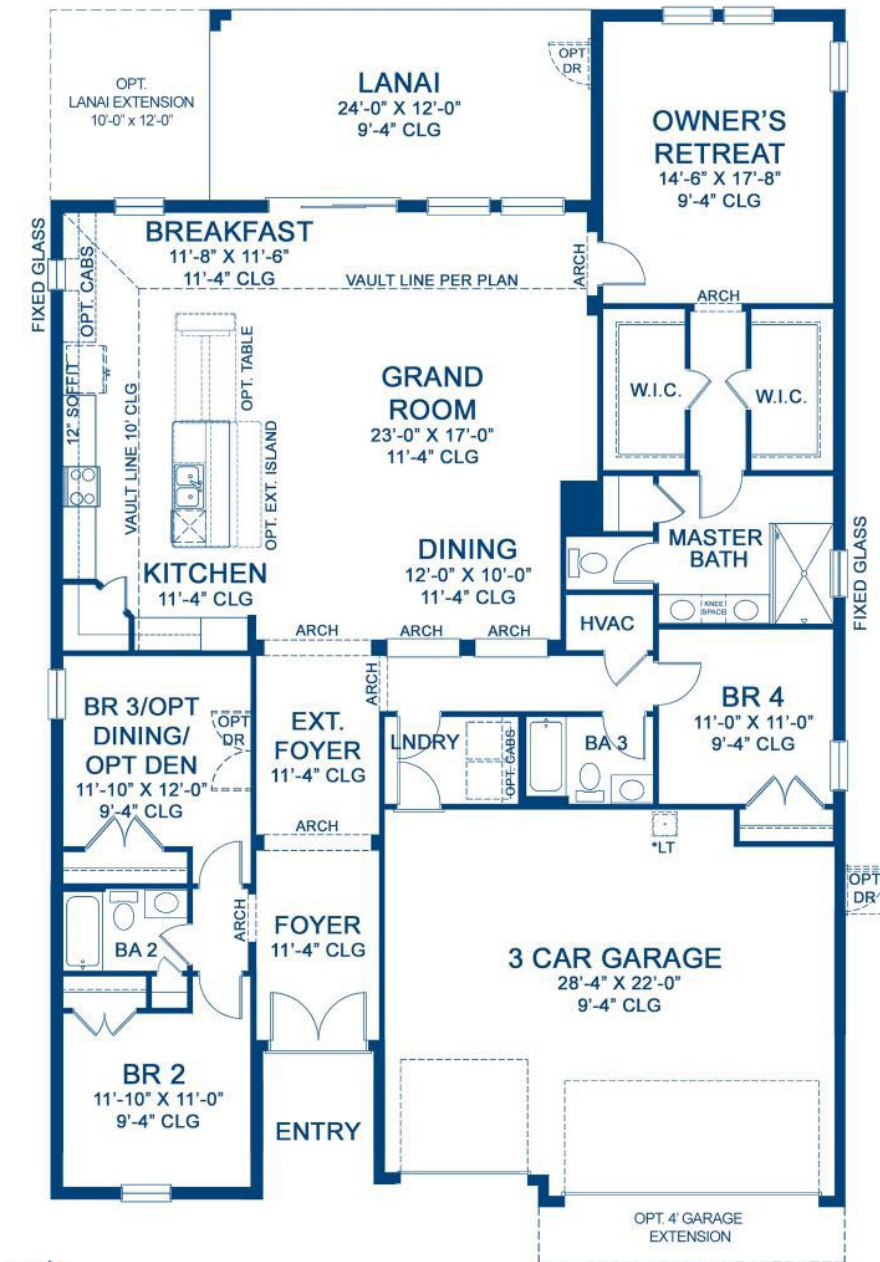 OPT.
LANAI EXTENSION
10'-0" x 12'-0"
LANAI
24'-0" X 12'-0"
9'-4" CLG
OPT
DR
OWNER'S
RETREAT
14'-6" X 17'-8"
9'-4" CLG
FIXED GLASS
OPT. CABS
BREAKFAST
11'-8" X 11'-6"
11'-4" CLG
VAULT LINE PER PLAN
ARCH
ARCH
12" SOFFIT
VAULT LINE 10' CLG
OPT. TABLE
OPT. EXT. ISLAND
GRAND
ROOM
23'-0" X 17'-0"
11'-4" CLG
W.I.C.
W.I.C.
MASTER
BATH
KNEE
SPACE
FIXED GLASS
KITCHEN
11'-4" CLG
DINING
12'-0" X 10'-0"
11'-4" CLG
HVAC
ARCH
ARCH
ARCH
ARCH
BR 3/OPT
DINING/
OPT DEN
11'-10" X 12'-0"
9'-4" CLG
OPT
DR
EXT.
FOYER
11'-4" CLG
LNDRY
OPT. CABS
BA 3
BR 4
11'-0" X 11'-0"
9'-4" CLG
ARCH
*LT
OPT
DR
BA 2
ARCH
FOYER
11'-4" CLG
3 CAR GARAGE
28'-4" X 22'-0"
9'-4" CLG
BR 2
11'-10" X 11'-0"
9'-4" CLG
ENTRY
OPT. 4' GARAGE
EXTENSION